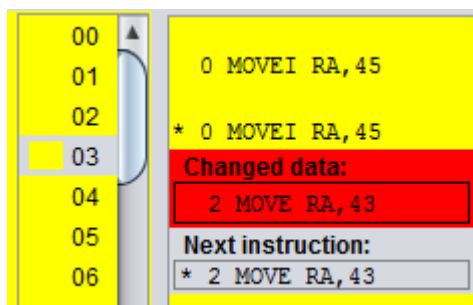 00
01
02
03
04
05
06
0 MOVEI RA,45
* 0 MOVEI RA,45
Changed data:
2 MOVE RA,43
Next instruction:
* 2 MOVE RA,43